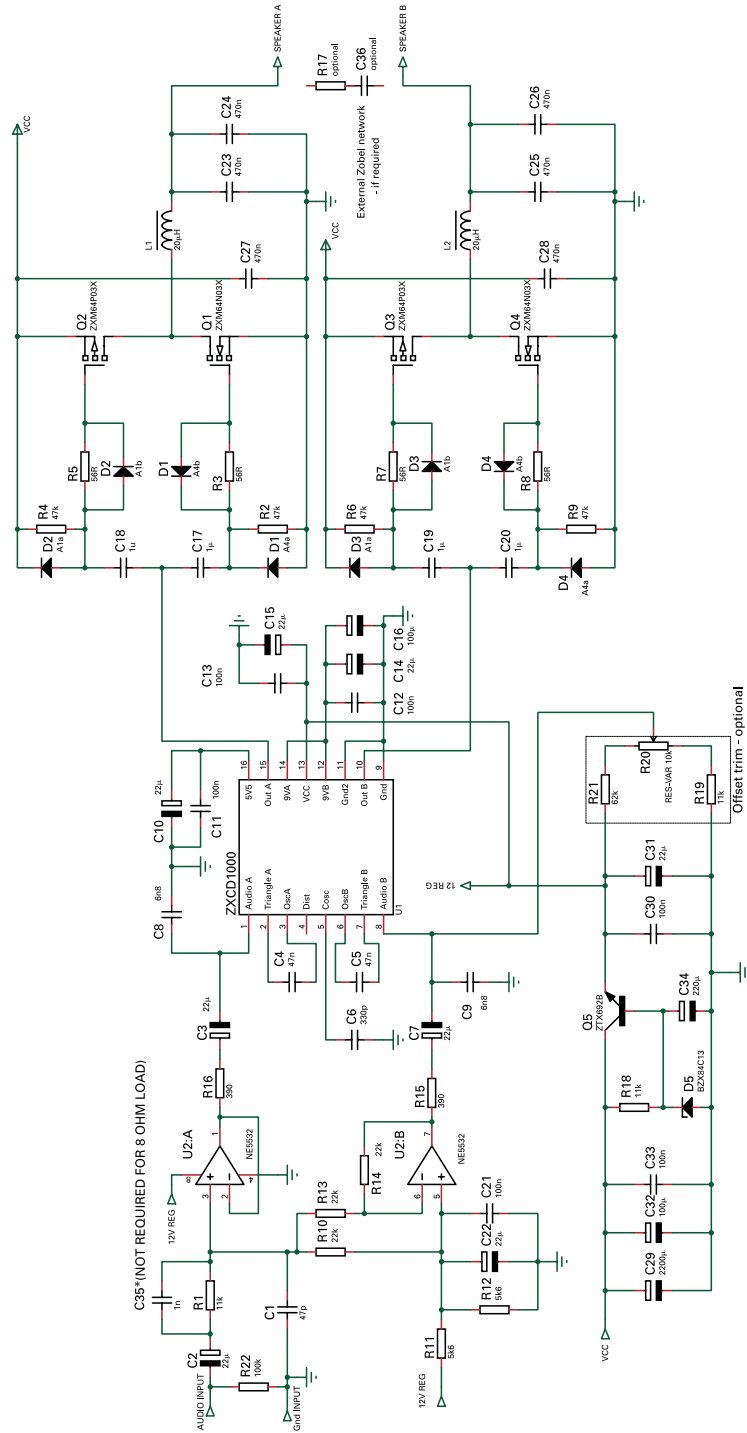 VCC
SPEAKER A
R17
optional
C36
optional
External Zobel network
- if required
SPEAKER B
C24
470n
C23
470n
C26
470n
C25
470n
L1
20µH
L2
20µH
C27
470n
VCC
C28
470n
Q2
ZXM64P03X
Q1
ZXM64N03X
Q3
ZXM64P03X
Q4
ZXM64N03X
R5
56R
D2
A1b
D1
A4b
R3
56R
R7
56R
D3
A1b
D4
A4b
R8
56R
R4
47k
D2
A1a
C18
1u
C17
1µ
R2
47k
D1
A4a
R6
47k
D3
A1a
C19
1µ
C20
1µ
R9
47k
D4
A4a
C13
100n
C15
22µ
C16
100µ
C14
22µ
C12
100n
C10
22µ
C11
100n
C8
6n8
ZXCD1000
U1
16
5V5
15
Out A
14
9VA
13
VCC
12
9VB
11
Gnd2
10
Out B
9
Gnd
1
Audio A
2
Triangle A
3
OscA
4
Dist
5
Cosc
6
OscB
7
Triangle B
8
Audio B
12 REG
R21
62k
R20
RES-VAR 10k
R19
11k
Offset trim - optional
C31
22µ
C30
100n
C4
47n
C5
47n
C6
330p
C9
6n8
C3
22µ
R16
390
C7
22µ
R15
390
Q5
ZTX692B
C34
220µ
R18
11k
D5
BZX84C13
C33
100n
C32
100µ
C29
2200µ
VCC
U2:A
NE5532
1
2
3
4
8
+
−
12V REG
U2:B
NE5532
7
6
5
−
+
R14
22k
R13
22k
R10
22k
C21
100n
C22
22µ
R12
5k6
R11
5k6
12V REG
C35*(NOT REQUIRED FOR 8 OHM LOAD)
1n
R1
11k
C1
47p
C2
22µ
R22
100k
AUDIO INPUT
Gnd INPUT